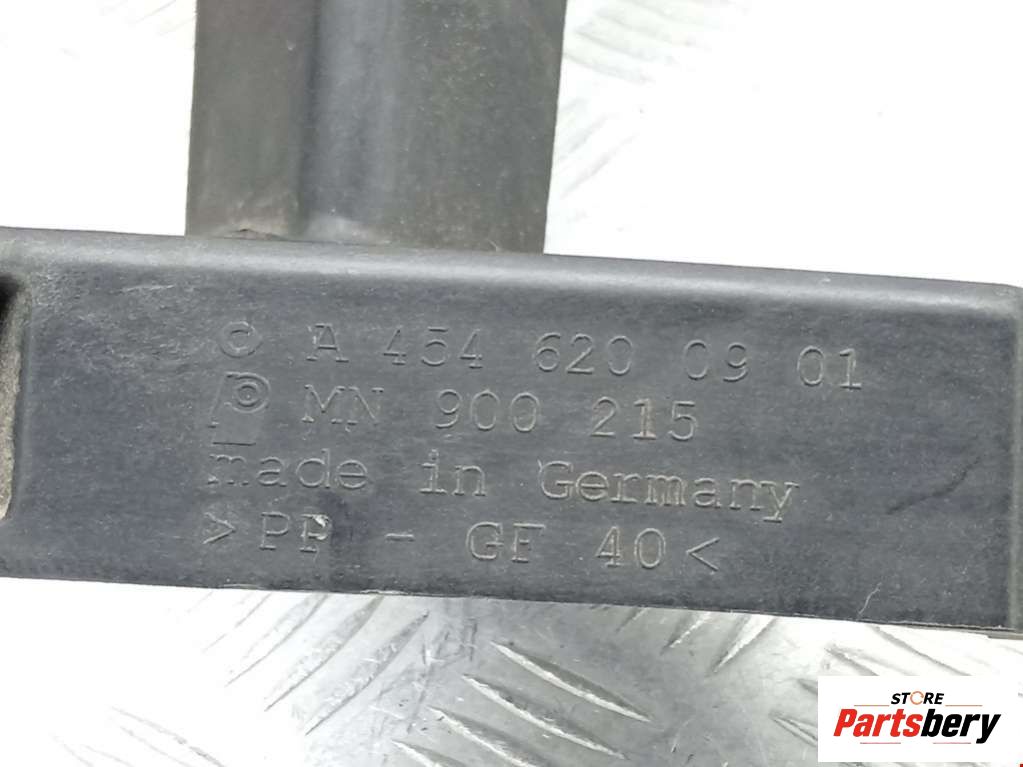 © A 454 620 09 01
MN 900 215
made in Germany
>PP - GF 40<
STORE
Partsbery